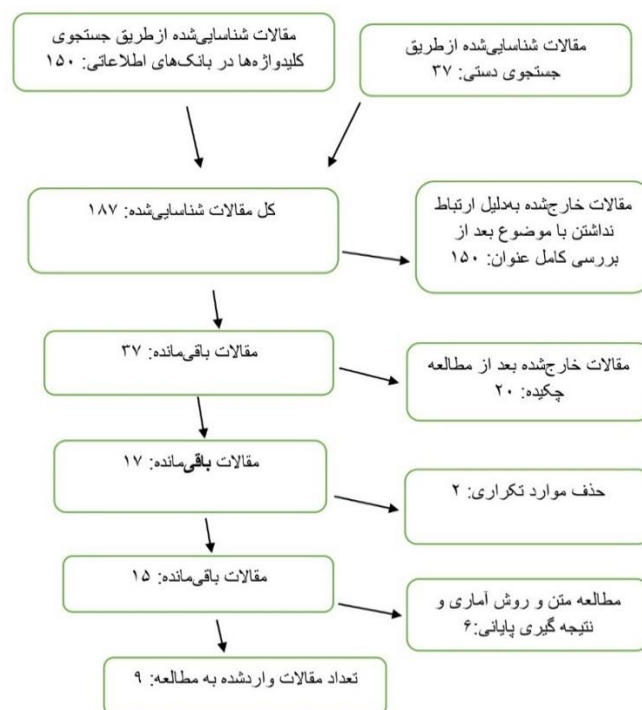 مقالات شناسایی‌شده ازطریق جستجوی
کلیدواژه‌ها در بانک‌های اطلاعاتی: ۱۵۰
مقالات شناسایی‌شده ازطریق
جستجوی دستی: ۳۷
کل مقالات شناسایی‌شده: ۱۸۷
مقالات خارج‌شده به‌دلیل ارتباط
نداشتن با موضوع بعد از
بررسی کامل عنوان: ۱۵۰
مقالات باقی‌مانده: ۳۷
مقالات خارج‌شده بعد از مطالعه
چکیده: ۲۰
مقالات باقی‌مانده: ۱۷
حذف موارد تکراری: ۲
مقالات باقی‌مانده: ۱۵
مطالعه متن و روش آماری و
نتیجه گیری پایانی:۶
تعداد مقالات واردشده به مطالعه: ۹